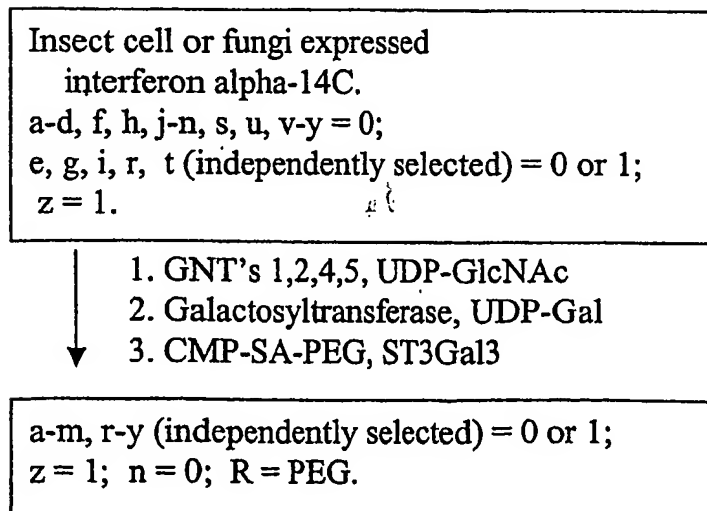 Insect cell or fungi expressed
interferon alpha-14C.
a-d, f, h, j-n, s, u, v-y = 0;
e, g, i, r, t (independently selected) = 0 or 1;
z = 1.
1. GNT's 1,2,4,5, UDP-GlcNAc
2. Galactosyltransferase, UDP-Gal
3. CMP-SA-PEG, ST3Gal3
a-m, r-y (independently selected) = 0 or 1;
z = 1; n = 0; R = PEG.